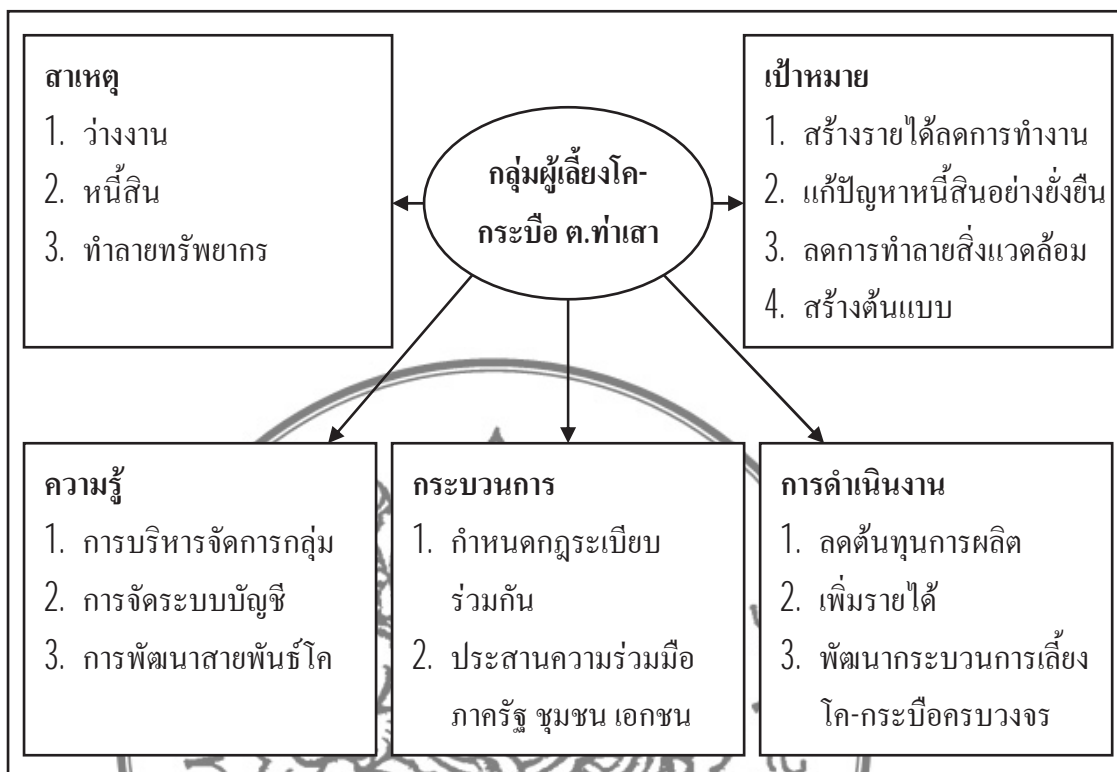 สาเหตุ
1. ว่างงาน
2. หนี้สิน
3. ทำลายทรัพยากร
กลุ่มผู้เลี้ยงโค-
กระบือ ต.ท่าเสา
เป้าหมาย
1. สร้างรายได้ลดการทำงาน
2. แก้ปัญหาหนี้สินอย่างยั่งยืน
3. ลดการทำลายสิ่งแวดล้อม
4. สร้างต้นแบบ
ความรู้
1. การบริหารจัดการกลุ่ม
2. การจัดระบบบัญชี
3. การพัฒนาสายพันธ์โค
กระบวนการ
1. กำหนดกฎระเบียบ
ร่วมกัน
2. ประสานความร่วมมือ
ภาครัฐ ชุมชน เอกชน
การดำเนินงาน
1. ลดต้นทุนการผลิต
2. เพิ่มรายได้
3. พัฒนากระบวนการเลี้ยง
โค-กระบือครบวงจร